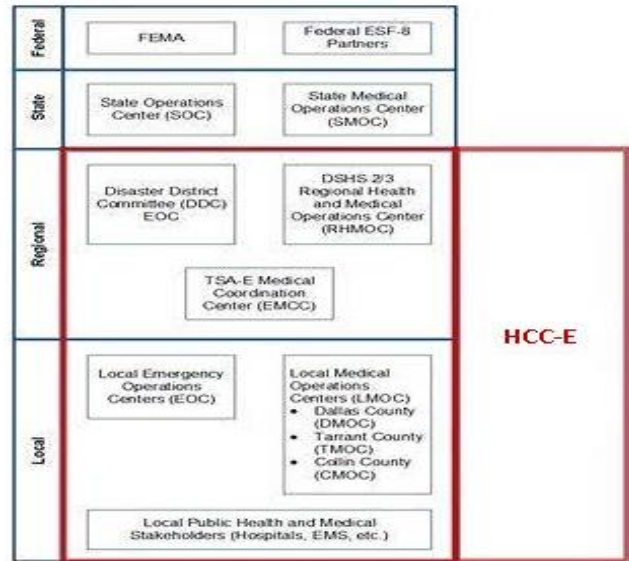 Federal
FEMA
Federal ESF-8
Partners
State
State Operations
Center (SOC)
State Medical
Operations Center
(SMOC)
Regional
Disaster District
Committee (DDC)
EOC
DSHS 2/3
Regional Health
and Medical
Operations Center
(RHMOC)
TSA-E Medical
Coordination
Center (EMCC)
HCC-E
Local
Local Emergency
Operations
Centers (EOC)
Local Medical
Operations
Centers (LMOC)
• Dallas County
(DMOC)
• Tarrant County
(TMOC)
• Collin County
(CMOC)
Local Public Health and Medical
Stakeholders (Hospitals, EMS, etc.)